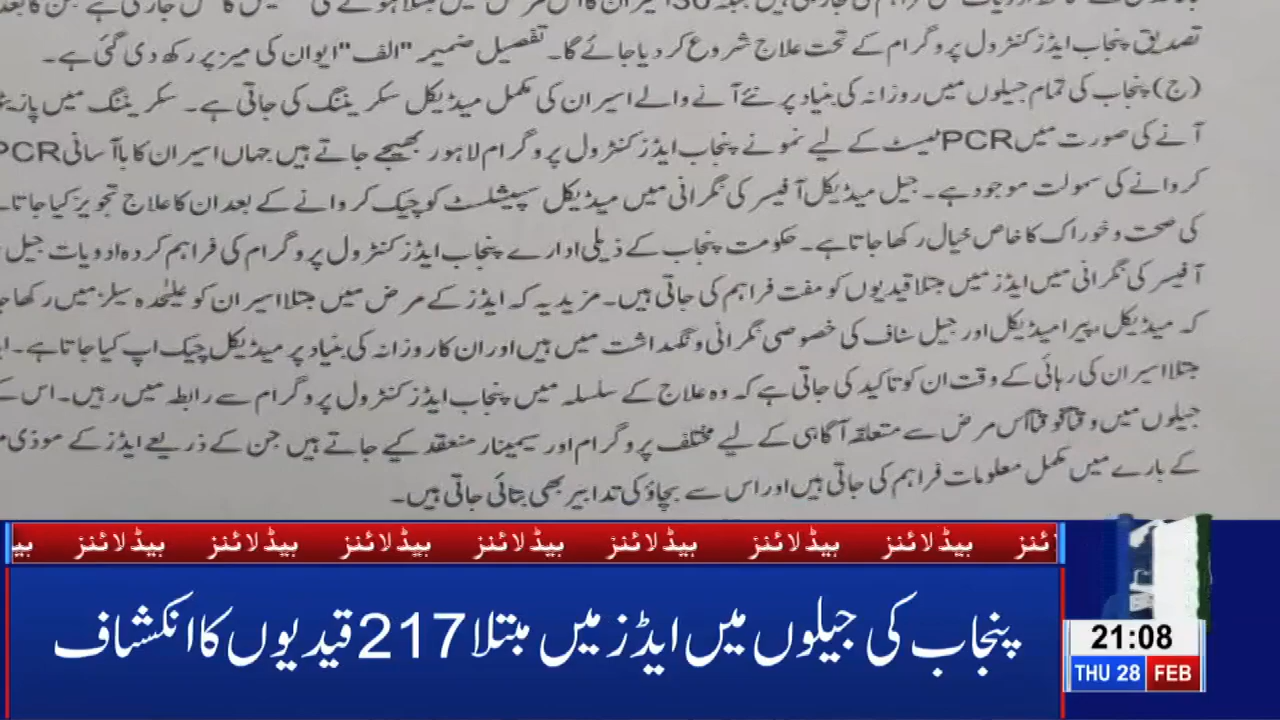 تصدیق پنجاب ایڈز کنٹرول پروگرام کے تحت علاج شروع کر دیا جائے گا۔ تفصیل ضمیمہ "الف" ایوان کی میز پر رکھ دی گئی ہے۔
(ج) پنجاب کی تمام جیلوں میں روزانہ کی بنیاد پر نئے آنے والے اسیران کی مکمل میڈیکل سکریننگ کی جاتی ہے۔ سکریننگ میں
آنے کی صورت میں PCR ٹیسٹ کے لیے نمونے پنجاب ایڈز کنٹرول پروگرام لاہور بھیجے جاتے ہیں جہاں اسیران کا باآسانی PCR
کروانے کی سہولت موجود ہے۔ جیل میڈیکل آفیسر کی نگرانی میں میڈیکل سپیشلسٹ کو چیک کروانے کے بعد ان کا علاج تجویز کیا جاتا
کی صحت و خوراک کا خاص خیال رکھا جاتا ہے۔ حکومت پنجاب کے ذیلی ادارے پنجاب ایڈز کنٹرول پروگرام کی فراہم کردہ ادویات جیل
آفیسر کی نگرانی میں ایڈز میں مبتلا قیدیوں کو مفت فراہم کی جاتی ہیں۔ مزید یہ کہ ایڈز کے مرض میں مبتلا اسیران کو علیحدہ سیلز میں رکھا
کہ میڈیکل، پیرامیڈیکل اور جیل سٹاف کی خصوصی نگرانی و نگہداشت میں ہیں اور ان کا روزانہ کی بنیاد پر میڈیکل چیک اپ کیا جاتا ہے۔
مبتلا اسیران کی رہائی کے وقت ان کو تاکید کی جاتی ہے کہ وہ علاج کے سلسلہ میں پنجاب ایڈز کنٹرول پروگرام سے رابطہ میں رہیں۔ اس کے
جیلوں میں وقتاً فوقتاً اس مرض سے متعلقہ آگاہی کے لیے مختلف پروگرام اور سیمینار منعقد کیے جاتے ہیں جن کے ذریعے ایڈز کے موذی
کے بارے میں مکمل معلومات فراہم کی جاتی ہیں اور اس سے بچاؤ کی تدابیر بھی بتائی جاتی ہیں۔
ہیڈلائنز ہیڈلائنز ہیڈلائنز ہیڈلائنز ہیڈلائنز ہیڈلائنز ہیڈلائنز
پنجاب کی جیلوں میں ایڈز میں مبتلا 217 قیدیوں کا انکشاف
21:08
THU 28 FEB